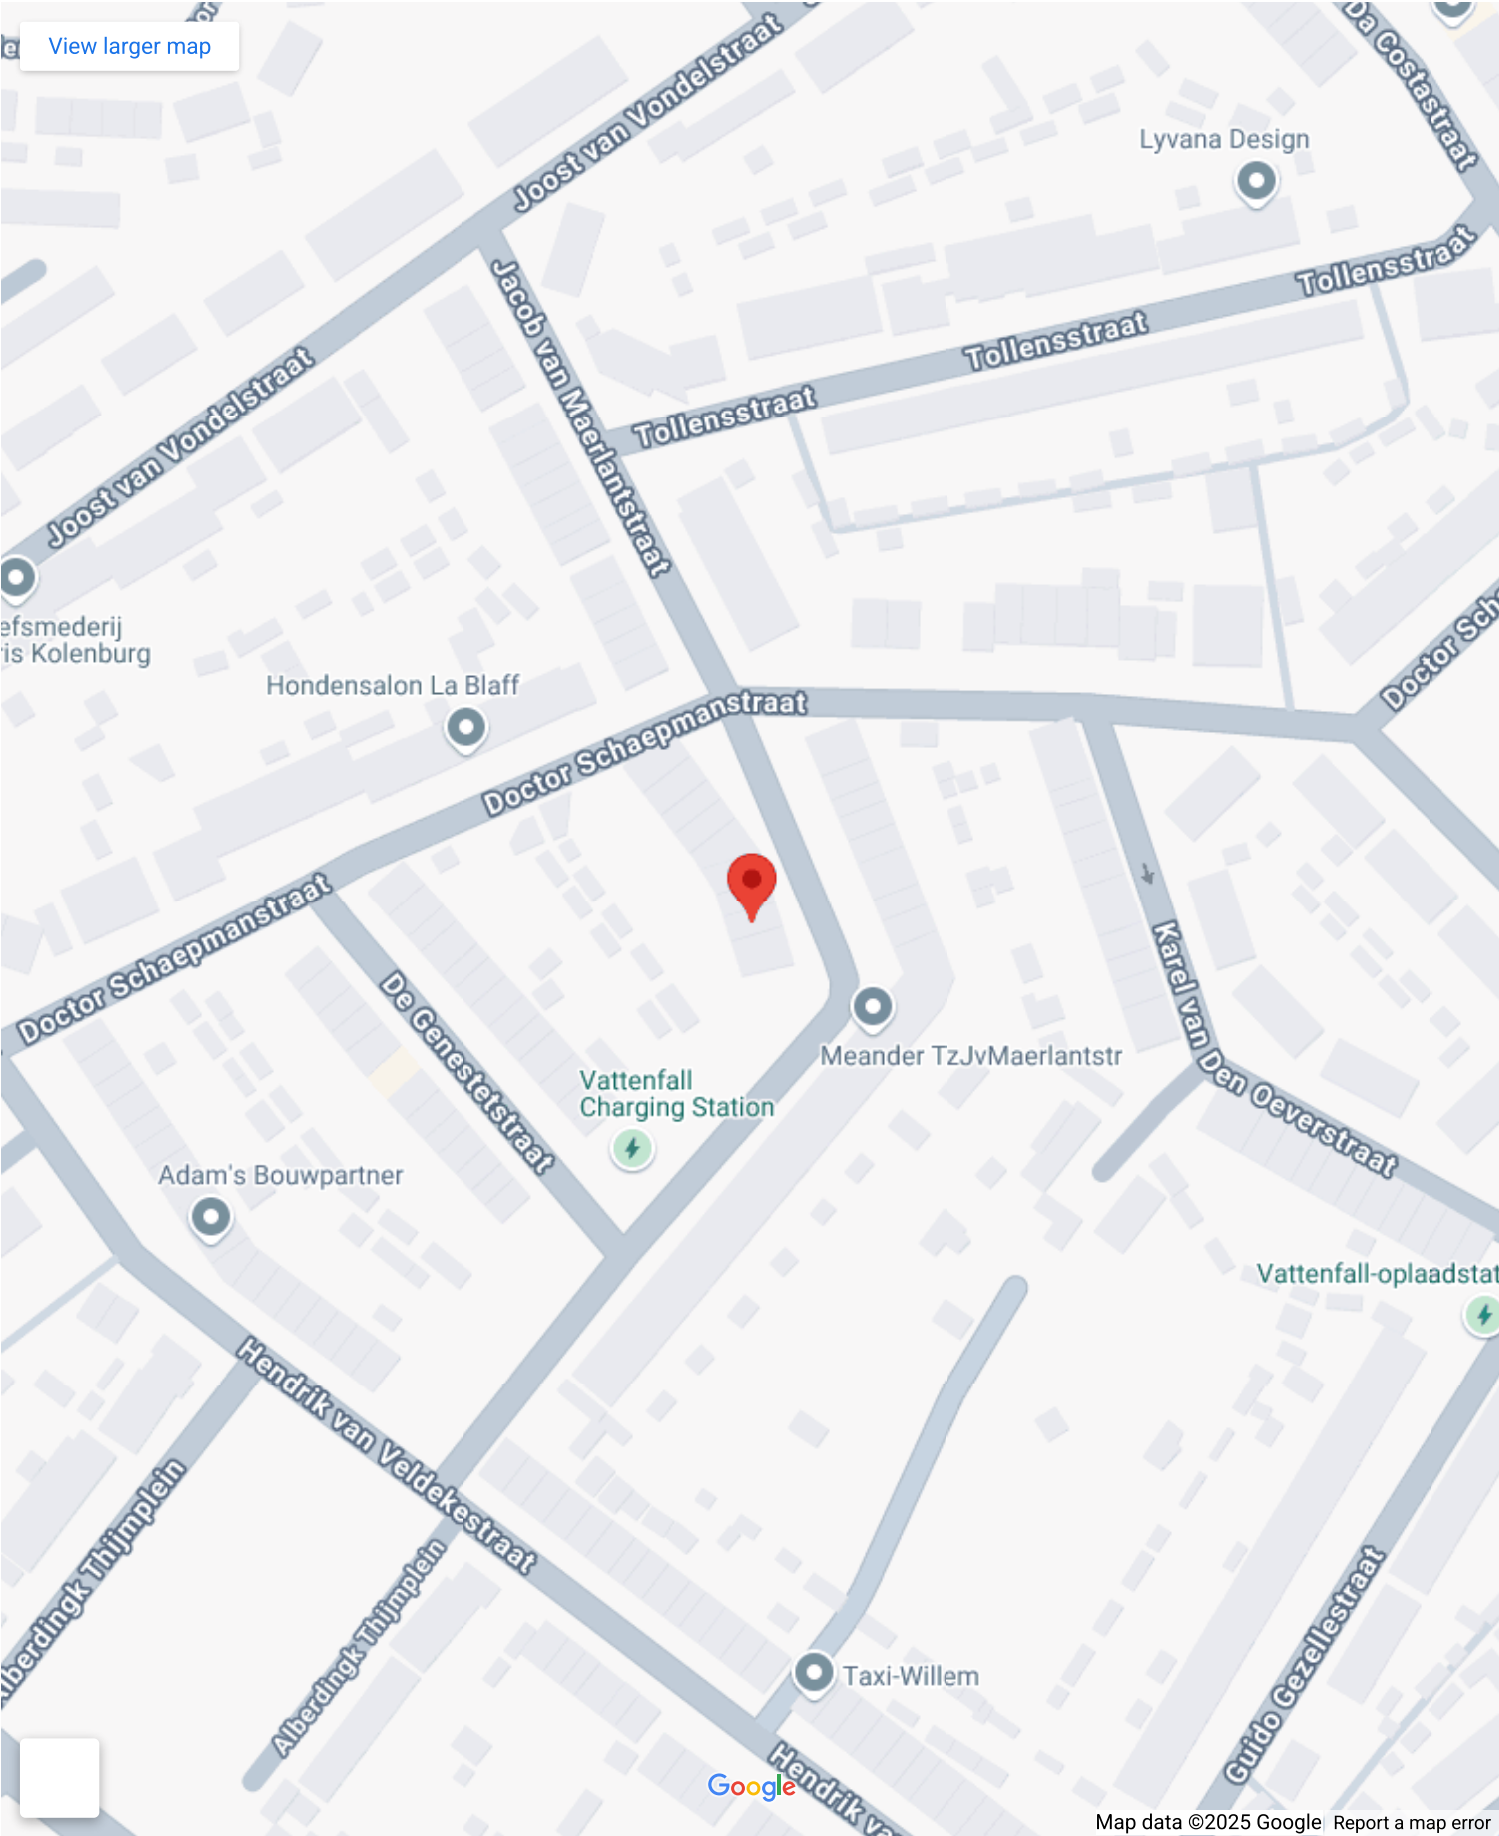 View larger map
Joost van Vondelstraat
Da Costastraat
Lyvana Design
Tollensstraat
Jacob van Maerlantstraat
Tollensstraat
Tollensstraat
Joost van Vondelstraat
efsmederij
ris Kolenburg
Hondensalon La Blaff
Doctor Sch
Doctor Schaepmanstraat
Doctor Schaepmanstraat
De Genestetstraat
Karel van Den Oeverstraat
Meander TzJvMaerlantstr
Vattenfall
Charging Station
Adam's Bouwpartner
Vattenfall-oplaadstat
Hendrik van Veldekestraat
Alberdingk Thijmplein
Alberdingk Thijmplein
Guido Gezellestraat
Taxi-Willem
Hendrik va
Google
Map data ©2025 Google
Report a map error